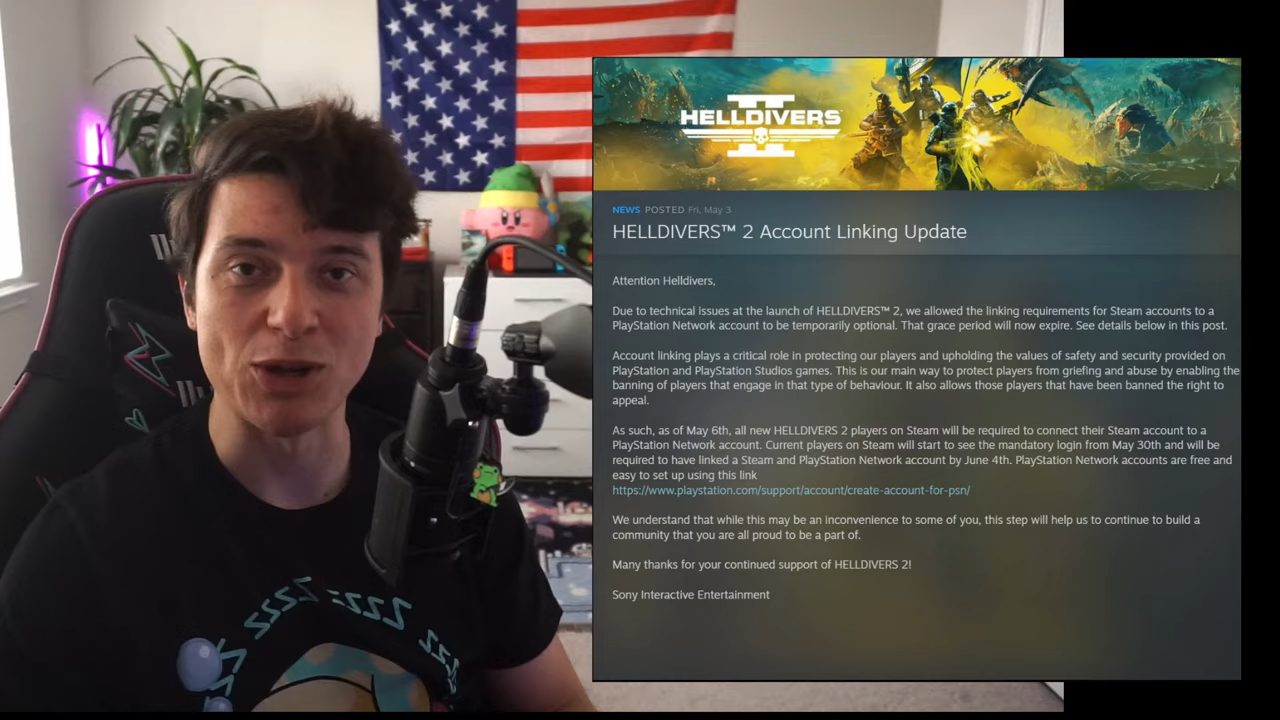 HELLDIVERS
II
NEWS POSTED Fri, May 3
HELLDIVERS™ 2 Account Linking Update
Attention Helldivers,
Due to technical issues at the launch of HELLDIVERS™ 2, we allowed the linking requirements for Steam accounts to a
PlayStation Network account to be temporarily optional. That grace period will now expire. See details below in this post.
Account linking plays a critical role in protecting our players and upholding the values of safety and security provided on
PlayStation and PlayStation Studios games. This is our main way to protect players from griefing and abuse by enabling the
banning of players that engage in that type of behaviour. It also allows those players that have been banned the right to
appeal.
As such, as of May 6th, all new HELLDIVERS 2 players on Steam will be required to connect their Steam account to a
PlayStation Network account. Current players on Steam will start to see the mandatory login from May 30th and will be
required to have linked a Steam and PlayStation Network account by June 4th. PlayStation Network accounts are free and
easy to set up using this link
https://www.playstation.com/support/account/create-account-for-psn/
We understand that while this may be an inconvenience to some of you, this step will help us to continue to build a
community that you are all proud to be a part of.
Many thanks for your continued support of HELLDIVERS 2!
Sony Interactive Entertainment
zzzz zzzz zz